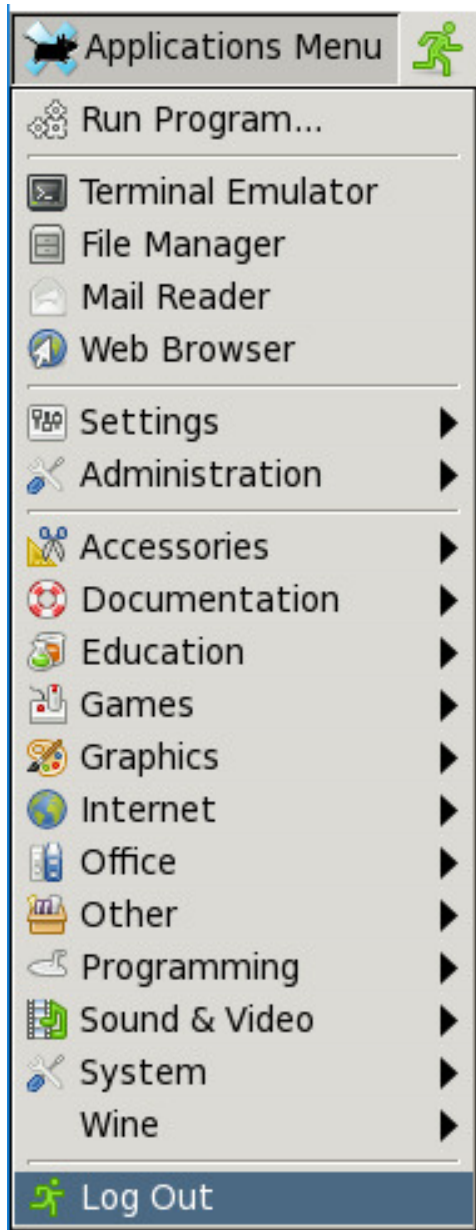 Applications Menu
Run Program...
Terminal Emulator
File Manager
Mail Reader
Web Browser
Settings
Administration
Accessories
Documentation
Education
Games
Graphics
Internet
Office
Other
Programming
Sound & Video
System
Wine
Log Out